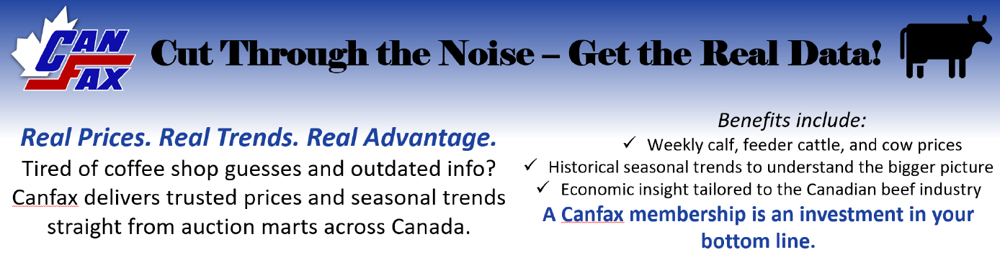 CAN
FAX
Cut Through the Noise – Get the Real Data!
Real Prices. Real Trends. Real Advantage.
Tired of coffee shop guesses and outdated info?
Canfax delivers trusted prices and seasonal trends
straight from auction marts across Canada.
Benefits include:
✓ Weekly calf, feeder cattle, and cow prices
✓ Historical seasonal trends to understand the bigger picture
✓ Economic insight tailored to the Canadian beef industry
A Canfax membership is an investment in your
bottom line.